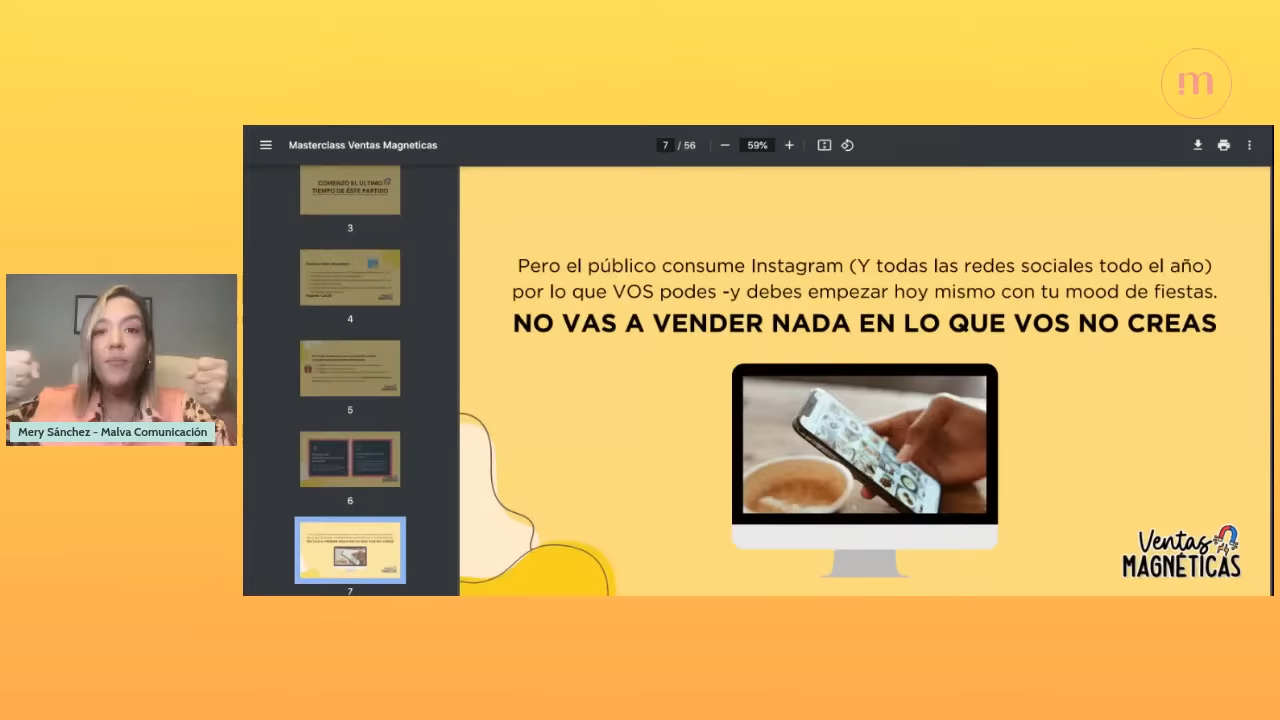 m
Masterclass Ventas Magneticas
7 / 56
59%
COMENZÓ EL ÚLTIMO
TIEMPO DE ÉSTE PARTIDO
3
4
5
6
7
Pero el público consume Instagram (Y todas las redes sociales todo el año)
por lo que VOS podes -y debes empezar hoy mismo con tu mood de fiestas.
NO VAS A VENDER NADA EN LO QUE VOS NO CREAS
Ventas
MAGNÉTICAS
Mery Sánchez - Malva Comunicación